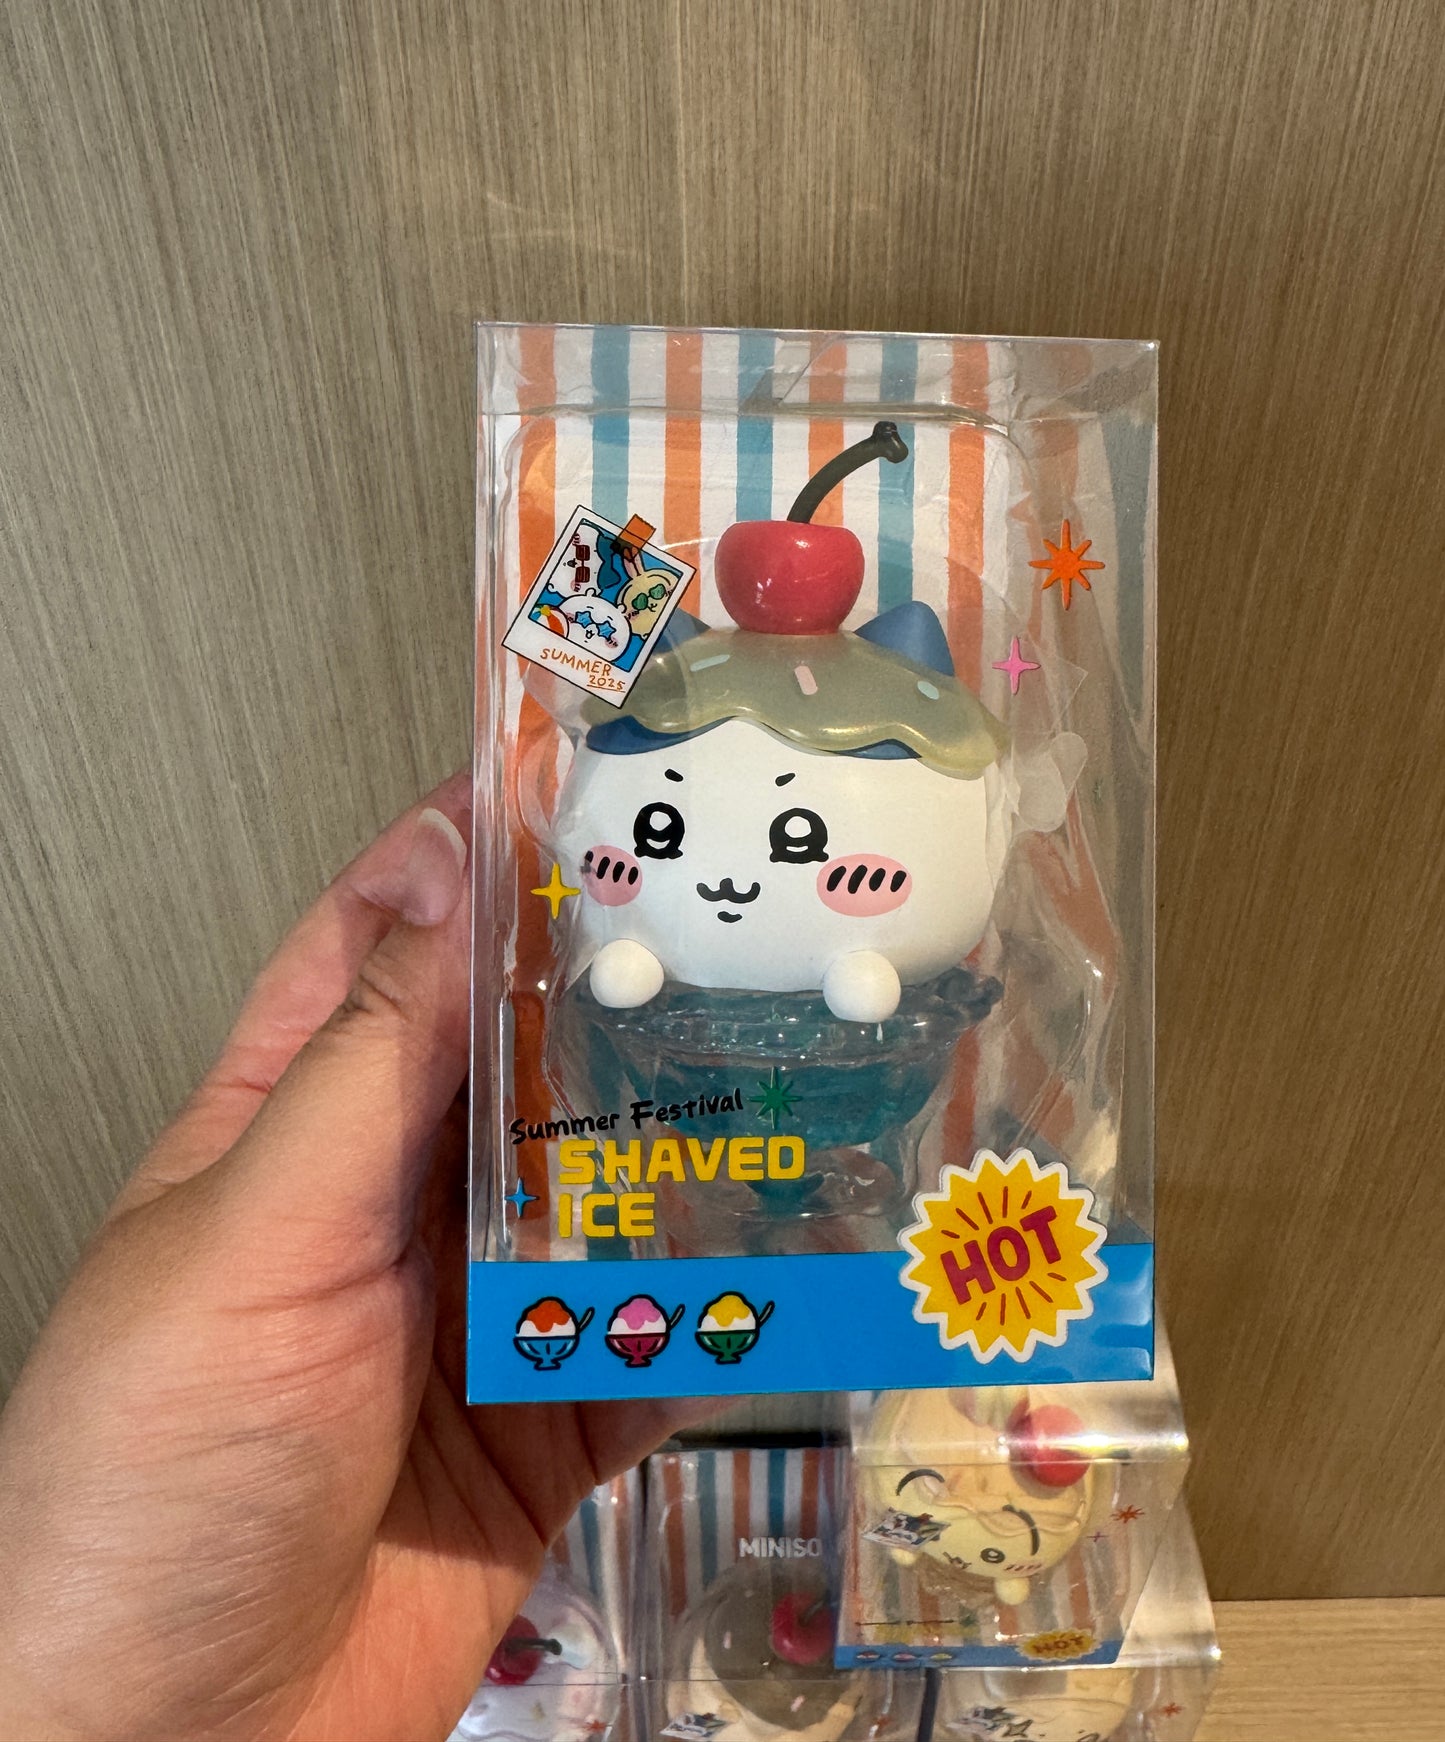 SUMMER
2025
Summer Festival
SHAVED
ICE
HOT
MINISO
HOT